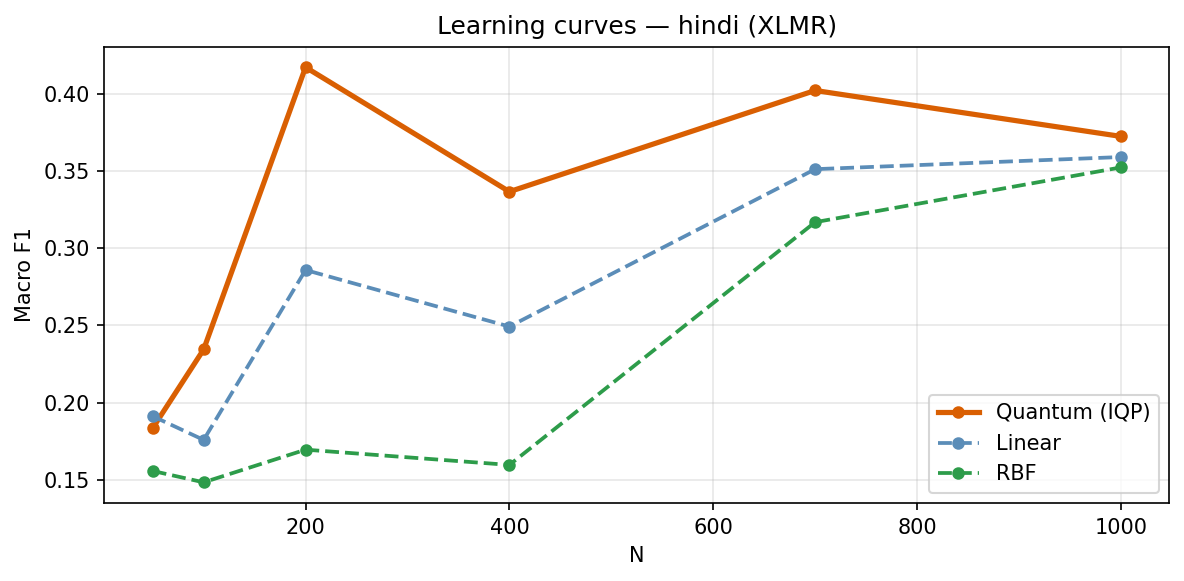 Learning curves — hindi (XLMR)
Macro F1
0.40
0.35
0.30
0.25
0.20
0.15
200
400
600
800
1000
N
Quantum (IQP)
Linear
RBF